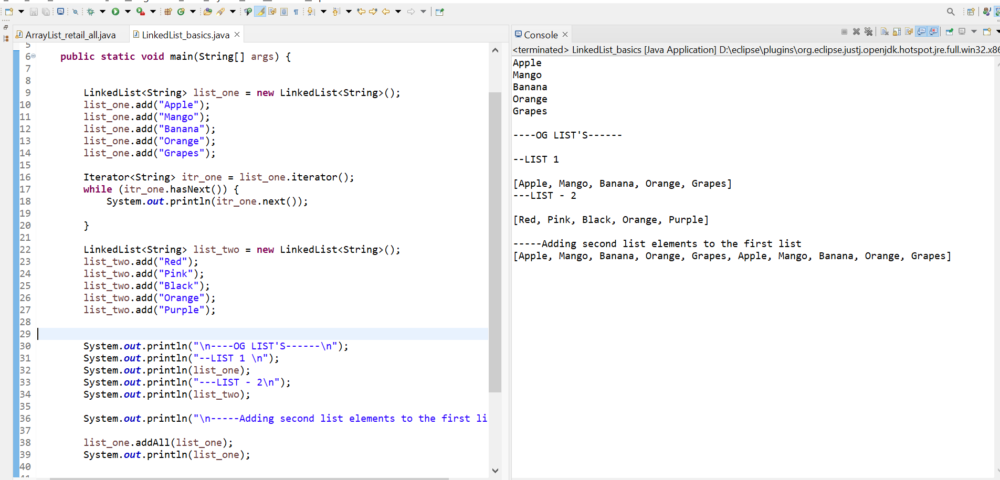 ArrayList_retail_all.java
LinkedList_basics.java
5
6 public static void main(String[] args) {
7
8
9 LinkedList<String> list_one = new LinkedList<String>();
10 list_one.add("Apple");
11 list_one.add("Mango");
12 list_one.add("Banana");
13 list_one.add("Orange");
14 list_one.add("Grapes");
15
16 Iterator<String> itr_one = list_one.iterator();
17 while (itr_one.hasNext()) {
18 System.out.println(itr_one.next());
19
20 }
21
22 LinkedList<String> list_two = new LinkedList<String>();
23 list_two.add("Red");
24 list_two.add("Pink");
25 list_two.add("Black");
26 list_two.add("Orange");
27 list_two.add("Purple");
28
29
30 System.out.println("\n----OG LIST'S------\n");
31 System.out.println("--LIST 1 \n");
32 System.out.println(list_one);
33 System.out.println("---LIST - 2\n");
34 System.out.println(list_two);
35
36 System.out.println("\n-----Adding second list elements to the first li
37
38 list_one.addAll(list_one);
39 System.out.println(list_one);
40
41
Console
<terminated> LinkedList_basics [Java Application] D:\eclipse\plugins\org.eclipse.justj.openjdk.hotspot.jre.full.win32.x86
Apple
Mango
Banana
Orange
Grapes
----OG LIST'S------
--LIST 1
[Apple, Mango, Banana, Orange, Grapes]
---LIST - 2
[Red, Pink, Black, Orange, Purple]
-----Adding second list elements to the first list
[Apple, Mango, Banana, Orange, Grapes, Apple, Mango, Banana, Orange, Grapes]